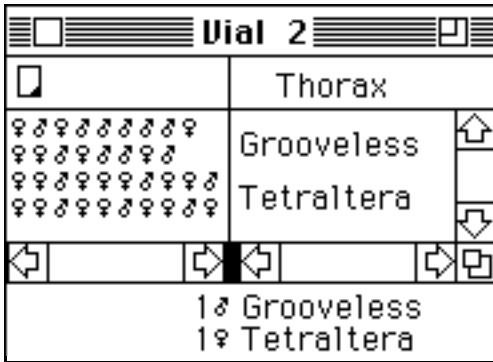 Vial 2
Thorax
♀♂♀♂♂♂♂♂♀
♀♀♂♀♂♂♀♂
♀♀♂♀♀♀♂♀♀♂
♀♀♂♀♀♂♀♀♂♀
Grooveless
Tetraltera
1♂ Grooveless
1♀ Tetraltera